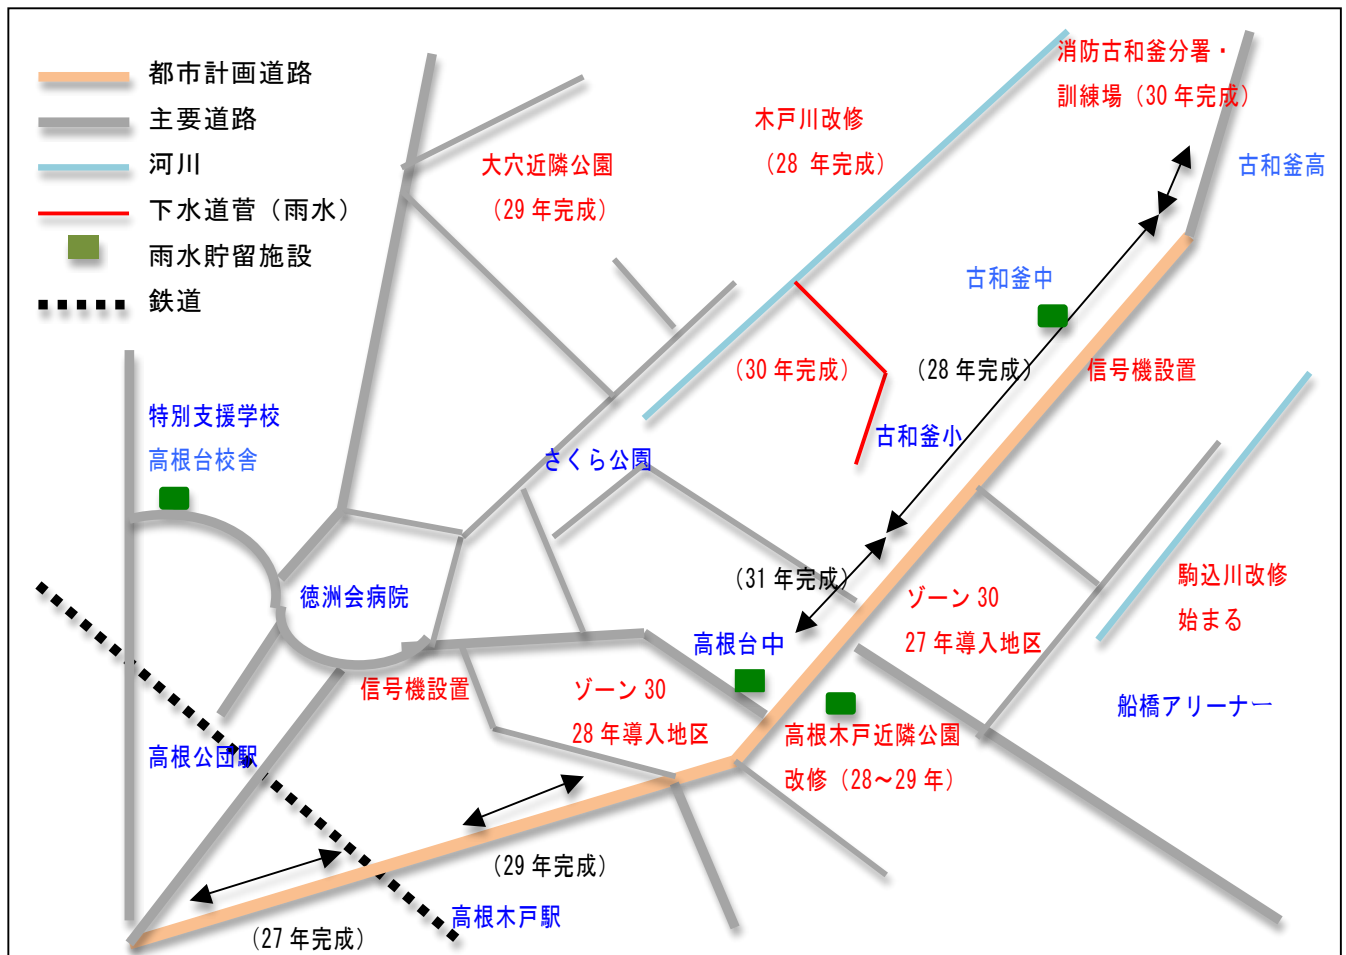 都市計画道路
主要道路
河川
下水道菅（雨水）
雨水貯留施設
鉄道
消防古和釜分署・
訓練場（30 年完成）
木戸川改修
（28 年完成）
大穴近隣公園
（29 年完成）
古和釜高
古和釜中
（30 年完成）
（28 年完成）
信号機設置
特別支援学校
高根台校舎
古和釜小
さくら公園
（31 年完成）
徳洲会病院
ゾーン 30
27 年導入地区
駒込川改修
始まる
高根台中
信号機設置
ゾーン 30
28 年導入地区
高根木戸近隣公園
改修（28～29 年）
船橋アリーナー
高根公団駅
（29 年完成）
高根木戸駅
（27 年完成）